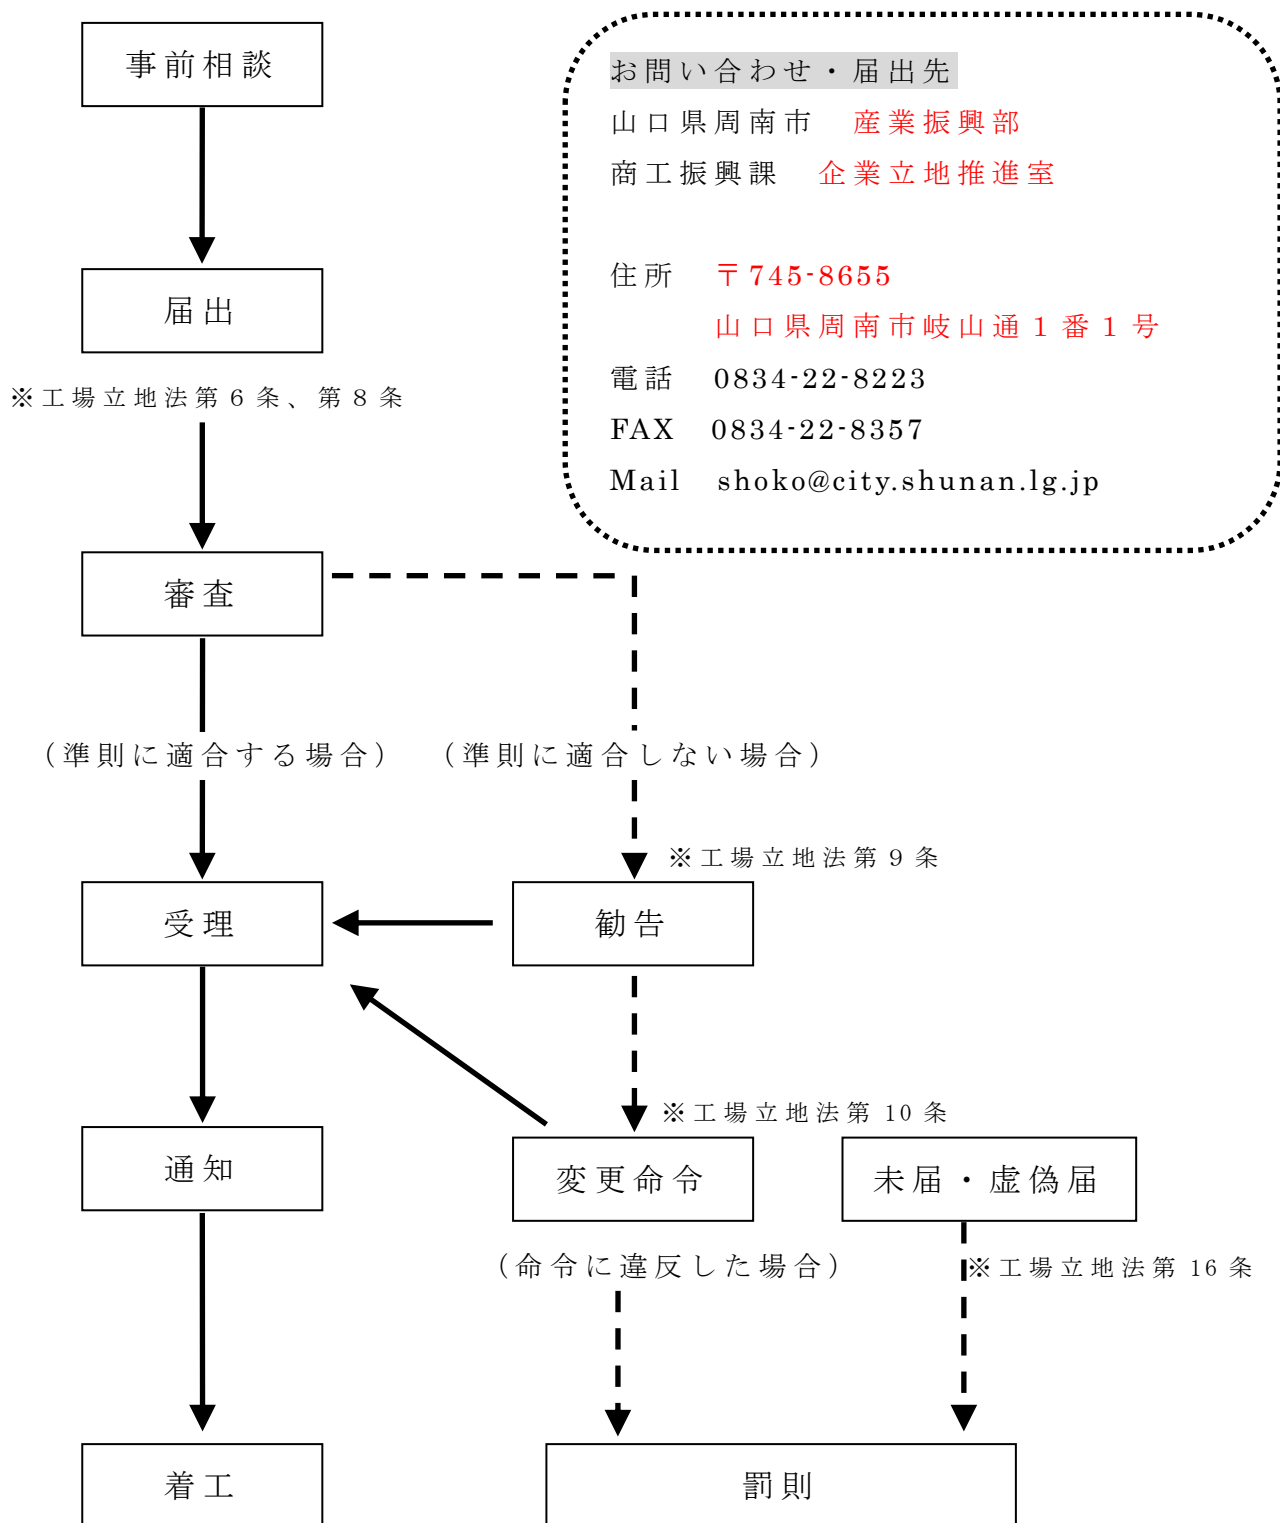 事前相談
お問い合わせ・届出先
山口県周南市　産業振興部
商工振興課　企業立地推進室
住所　〒745-8655
山口県周南市岐山通１番１号
電話　0834-22-8223
FAX　0834-22-8357
Mail　shoko@city.shunan.lg.jp
届出
※工場立地法第６条、第８条
審査
（準則に適合する場合）
（準則に適合しない場合）
※工場立地法第９条
受理
勧告
※工場立地法第 10 条
通知
変更命令
未届・虚偽届
（命令に違反した場合）
※工場立地法第 16 条
着工
罰則